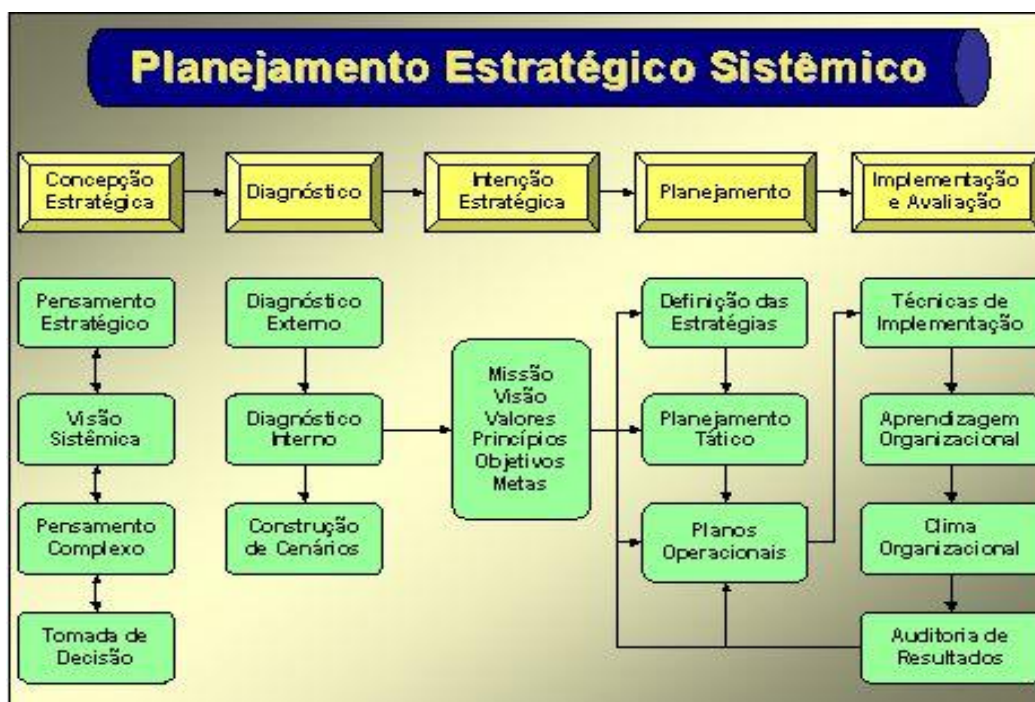 Planejamento Estratégico Sistêmico
Concepção
Estratégica
Diagnóstico
Intenção
Estratégica
Planejamento
Implementação
e Avaliação
Pensamento
Estratégico
Visão
Sistêmica
Pensamento
Complexo
Tomada de
Decisão
Diagnóstico
Externo
Diagnóstico
Interno
Construção
de Cenários
Missão
Visão
Valores
Princípios
Objetivos
Metas
Definição das
Estratégias
Planejamento
Tático
Planos
Operacionais
Técnicas de
Implementação
Aprendizagem
Organizacional
Clima
Organizacional
Auditoria de
Resultados